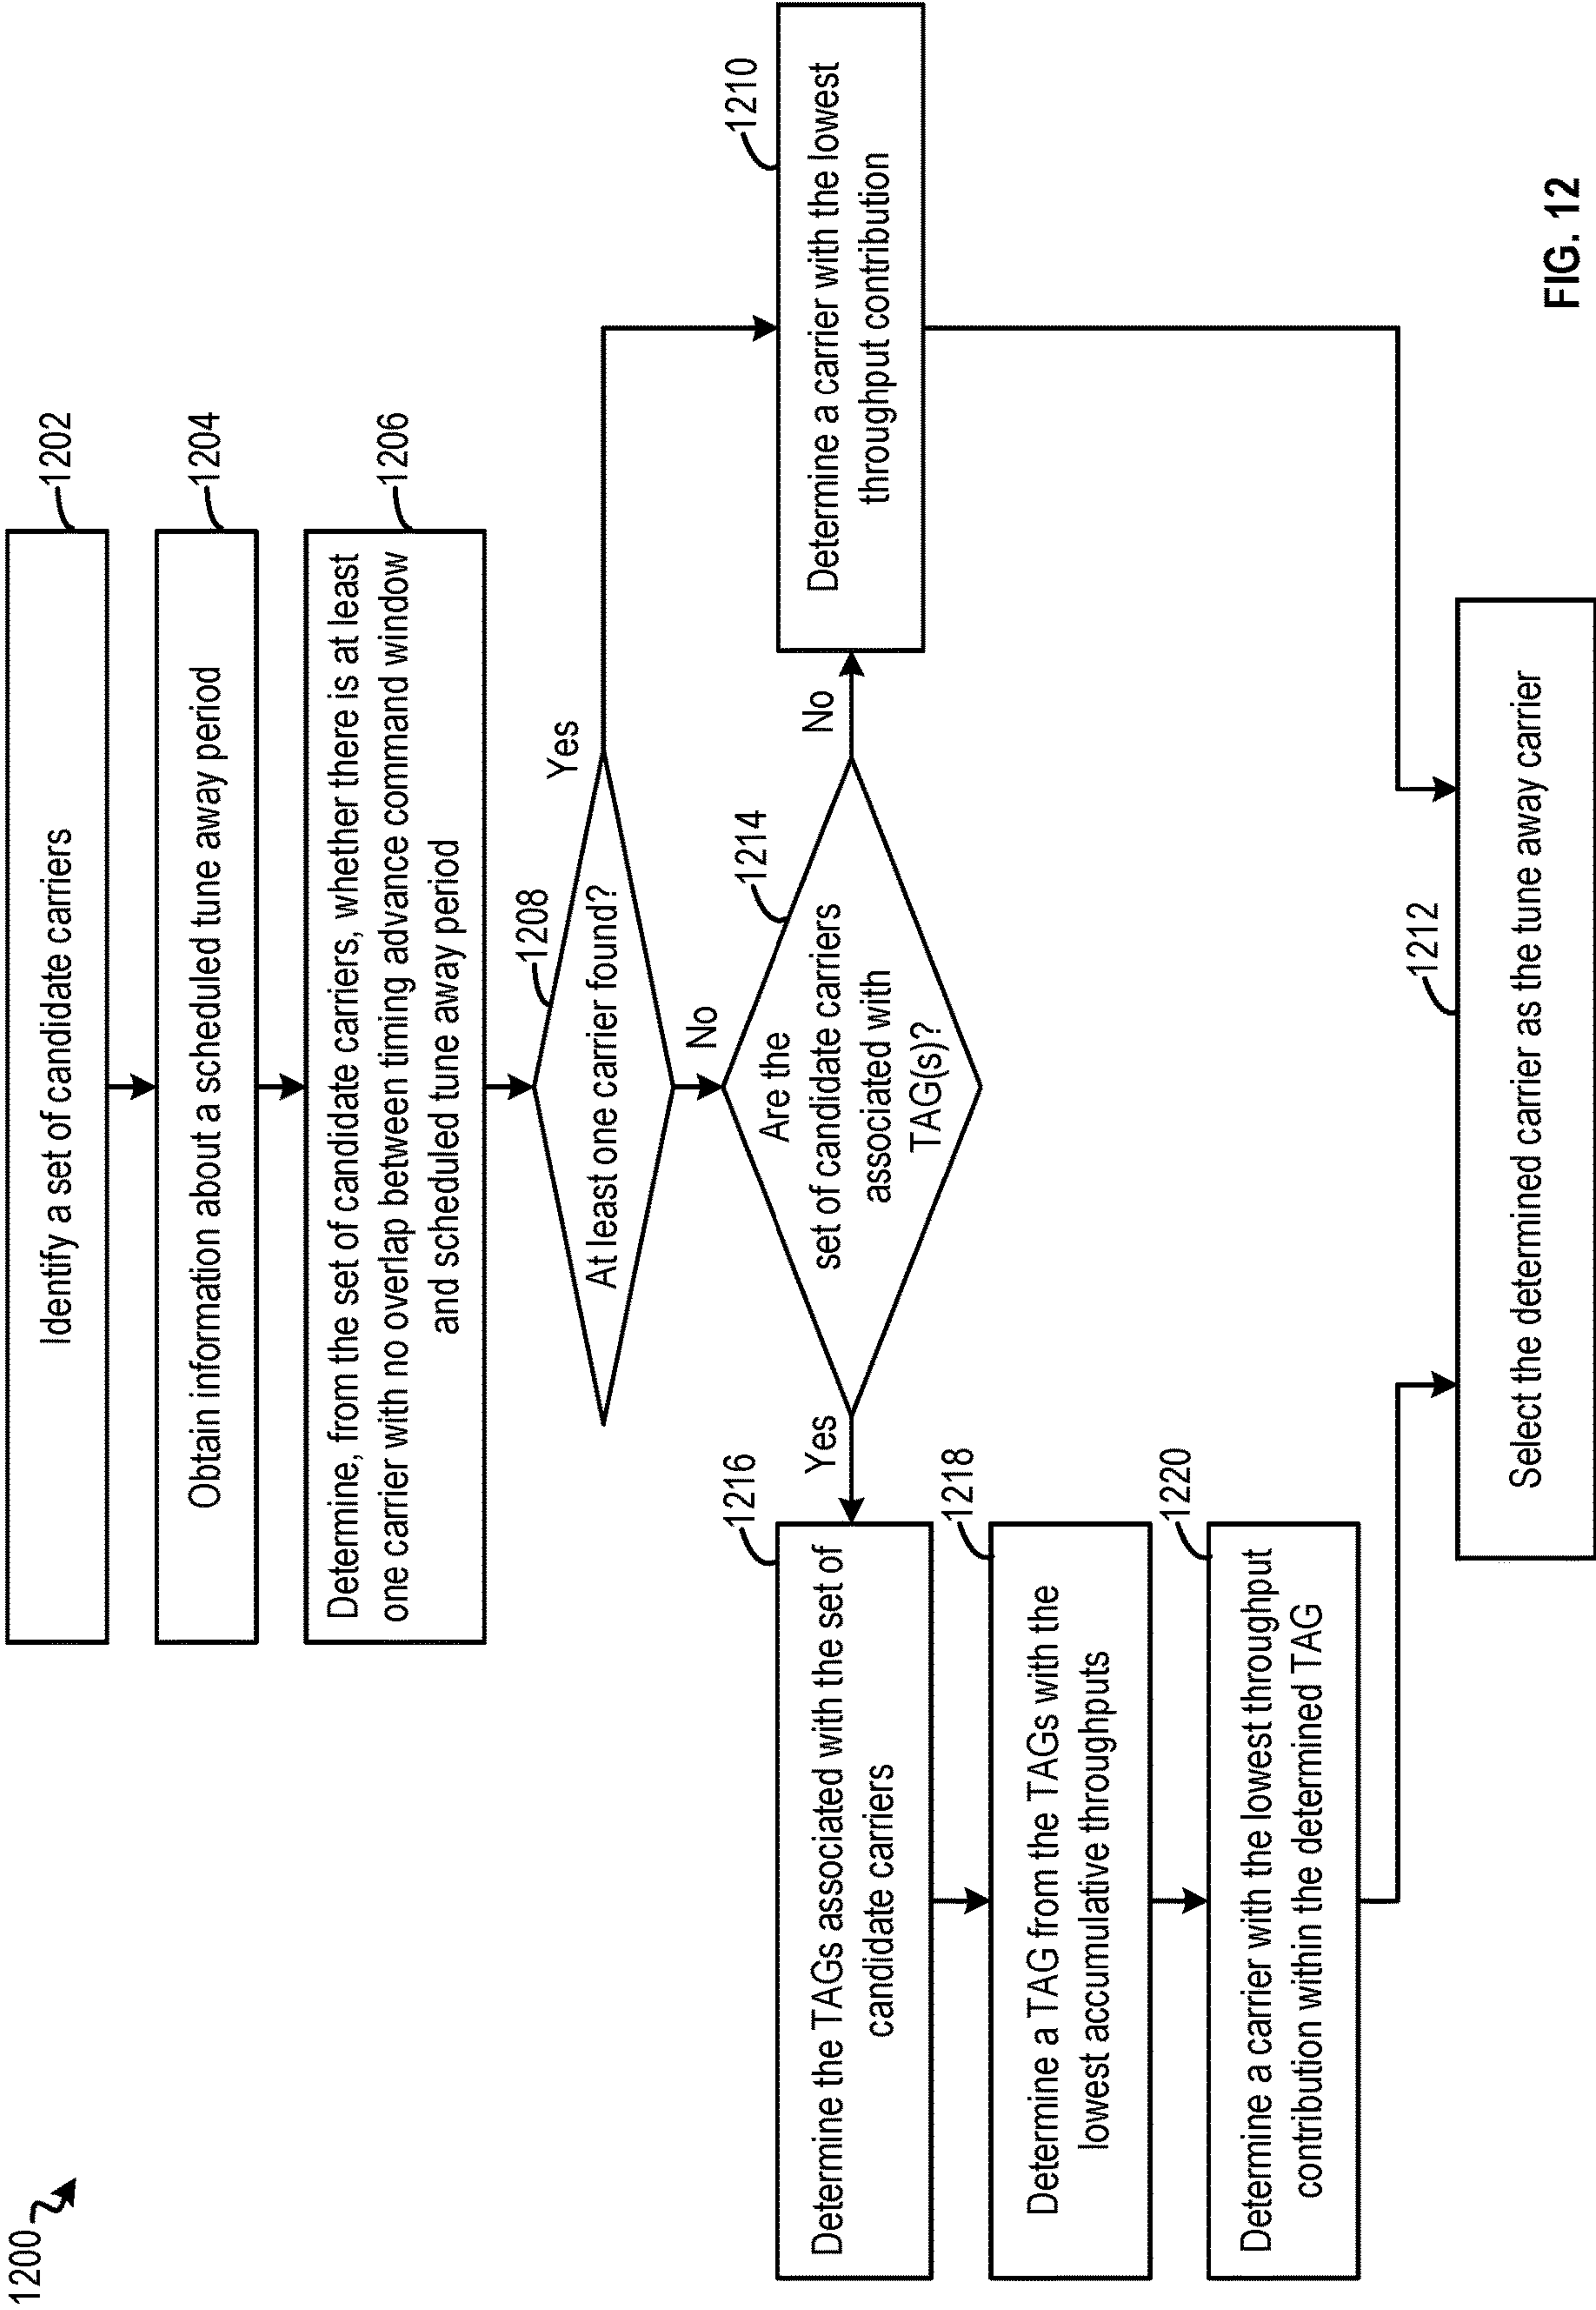 1200
Identify a set of candidate carriers
1202
Obtain information about a scheduled tune away period
1204
Determine, from the set of candidate carriers, whether there is at least
one carrier with no overlap between timing advance command window
and scheduled tune away period
1206
At least one carrier found?
1208
Yes
No
Are the
set of candidate carriers
associated with
TAG(s)?
1214
Yes
No
Determine a carrier with the lowest
throughput contribution
1210
Determine the TAGs associated with the set of
candidate carriers
1216
Determine a TAG from the TAGs with the
lowest accumulative throughputs
1218
Determine a carrier with the lowest throughput
contribution within the determined TAG
1220
Select the determined carrier as the tune away carrier
1212
FIG. 12